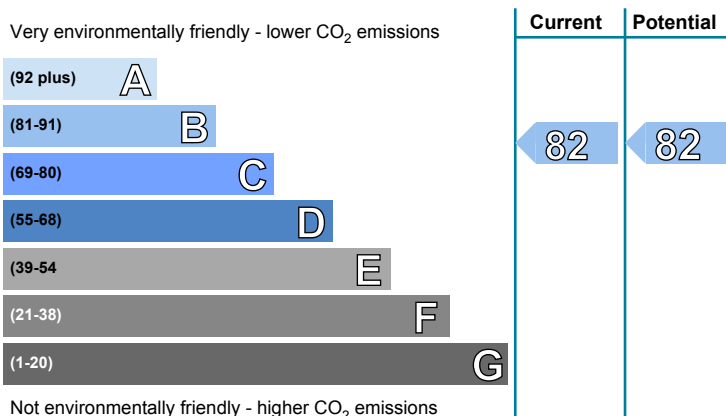 Current Potential
Very environmentally friendly - lower CO2 emissions
(92 plus) A
(81-91) B
82 82
(69-80) C
(55-68) D
(39-54 E
(21-38) F
(1-20) G
Not environmentally friendly - higher CO2 emissions